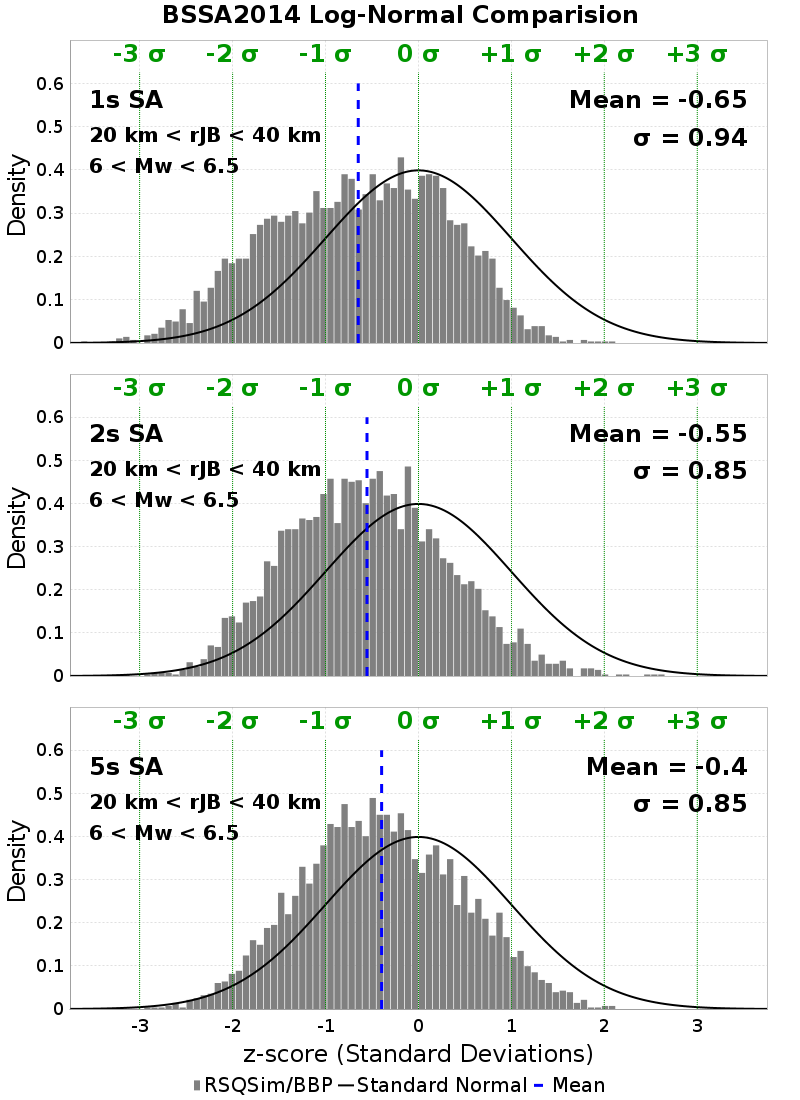 BSSA2014 Log-Normal Comparision
-3 σ -2 σ -1 σ 0 σ +1 σ +2 σ +3 σ
1s SA
Mean = -0.65
20 km < rJB < 40 km
σ = 0.94
6 < Mw < 6.5
0.6
0.5
0.4
0.3
0.2
0.1
0
Density
-3 σ -2 σ -1 σ 0 σ +1 σ +2 σ +3 σ
2s SA
Mean = -0.55
20 km < rJB < 40 km
σ = 0.85
6 < Mw < 6.5
0.6
0.5
0.4
0.3
0.2
0.1
0
Density
-3 σ -2 σ -1 σ 0 σ +1 σ +2 σ +3 σ
5s SA
Mean = -0.4
20 km < rJB < 40 km
σ = 0.85
6 < Mw < 6.5
0.6
0.5
0.4
0.3
0.2
0.1
0
Density
-3 -2 -1 0 1 2 3
z-score (Standard Deviations)
RSQSim/BBP Standard Normal Mean